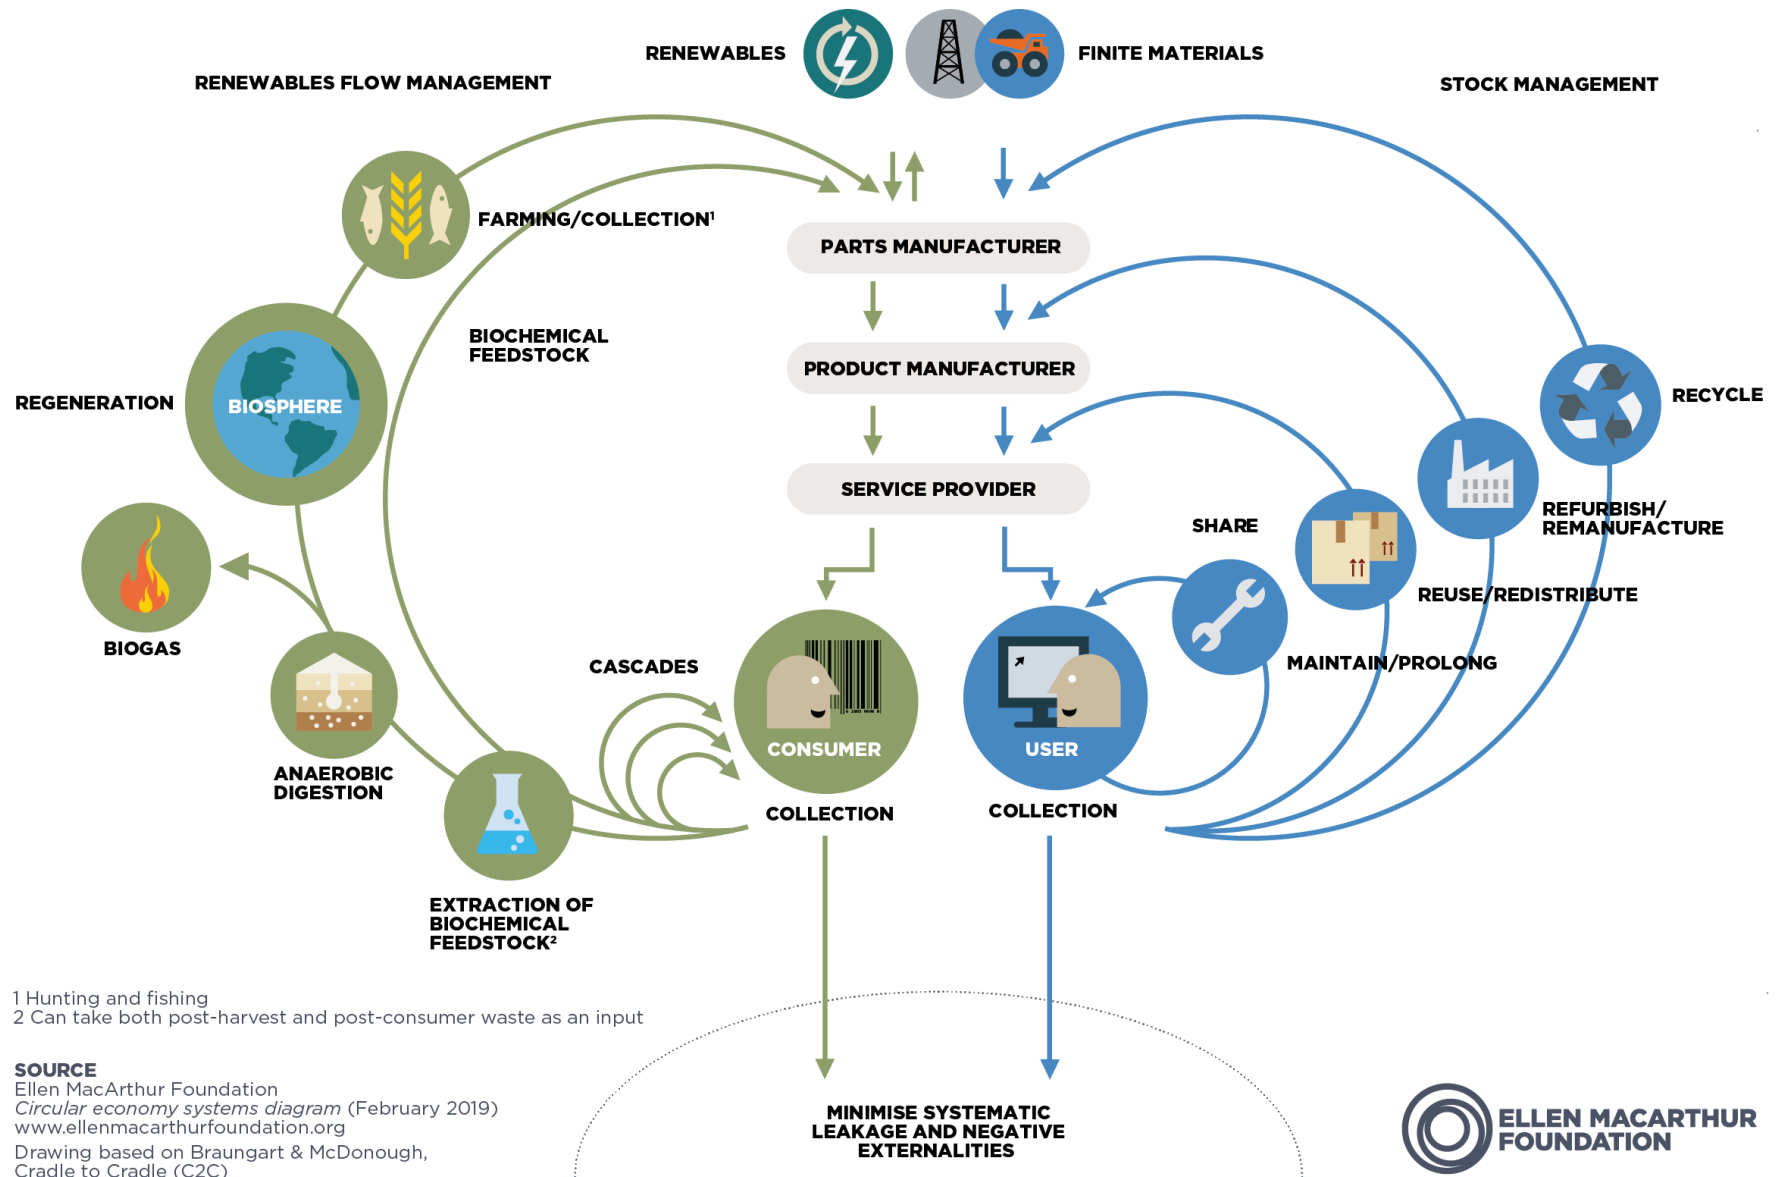 RENEWABLES
FINITE MATERIALS
RENEWABLES FLOW MANAGEMENT
STOCK MANAGEMENT
FARMING/COLLECTION¹
PARTS MANUFACTURER
BIOCHEMICAL
FEEDSTOCK
PRODUCT MANUFACTURER
REGENERATION
BIOSPHERE
RECYCLE
SERVICE PROVIDER
SHARE
REFURBISH/
REMANUFACTURE
REUSE/REDISTRIBUTE
BIOGAS
CASCADES
MAINTAIN/PROLONG
CONSUMER
USER
ANAEROBIC
DIGESTION
COLLECTION
COLLECTION
EXTRACTION OF
BIOCHEMICAL
FEEDSTOCK²
1 Hunting and fishing
2 Can take both post-harvest and post-consumer waste as an input
SOURCE
Ellen MacArthur Foundation
Circular economy systems diagram (February 2019)
www.ellenmacarthurfoundation.org
Drawing based on Braungart & McDonough,
Cradle to Cradle (C2C)
MINIMISE SYSTEMATIC
LEAKAGE AND NEGATIVE
EXTERNALITIES
ELLEN MACARTHUR
FOUNDATION